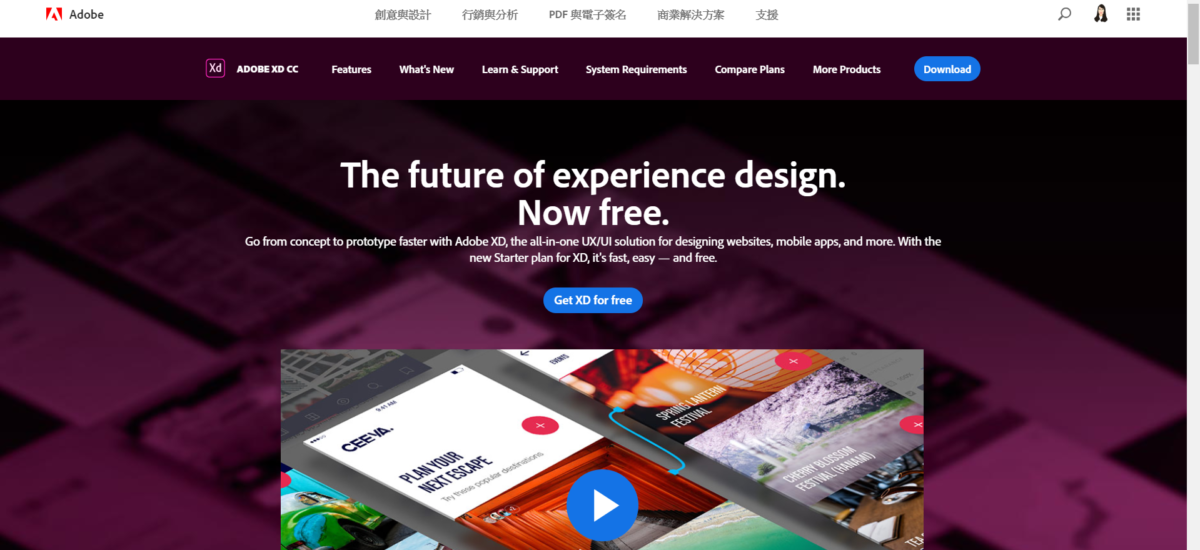 Adobe
創意與設計
行銷與分析
PDF 與電子簽名
商業解決方案
支援
Xd
ADOBE XD CC
Features
What's New
Learn & Support
System Requirements
Compare Plans
More Products
Download
The future of experience design.
Now free.
Go from concept to prototype faster with Adobe XD, the all-in-one UX/UI solution for designing websites, mobile apps, and more. With the
new Starter plan for XD, it's fast, easy — and free.
Get XD for free
EVENTS
9:41 AM
SPRING LANTERN
FESTIVAL
CEEYA.
PLAN YOUR
NEXT ESCAPE
Try these popular destinations
CHERRY BLOSSOM
FESTIVAL (HANAMI)
TEA